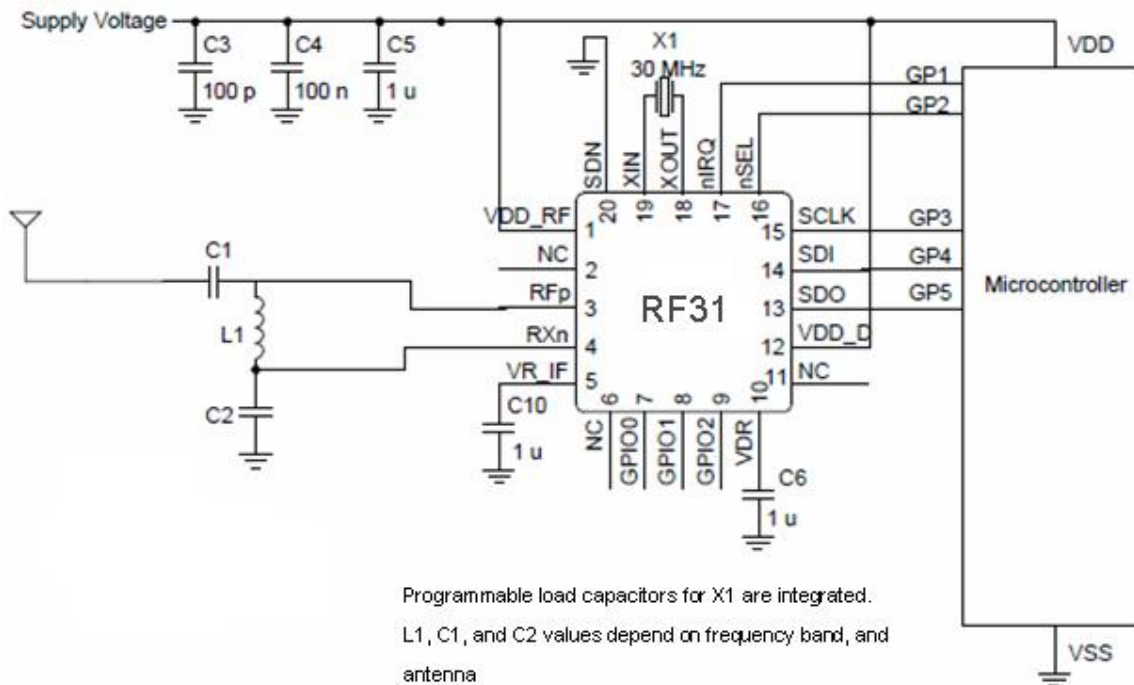 Supply Voltage
C3
100 p
C4
100 n
C5
1 u
X1
30 MHz
VDD
GP1
GP2
SDN
XIN
XOUT
nIRQ
nSEL
20
19
18
17
16
VDD_RF
1
NC
2
RFp
3
RXn
4
VR_IF
5
RF31
15
SCLK
GP3
14
SDI
GP4
13
SDO
GP5
12
VDD_D
11
NC
Microcontroller
C1
L1
C2
C10
1 u
6
7
8
9
10
NC
GPIO0
GPIO1
GPIO2
VDR
C6
1 u
VSS
Programmable load capacitors for X1 are integrated.
L1, C1, and C2 values depend on frequency band, and
antenna